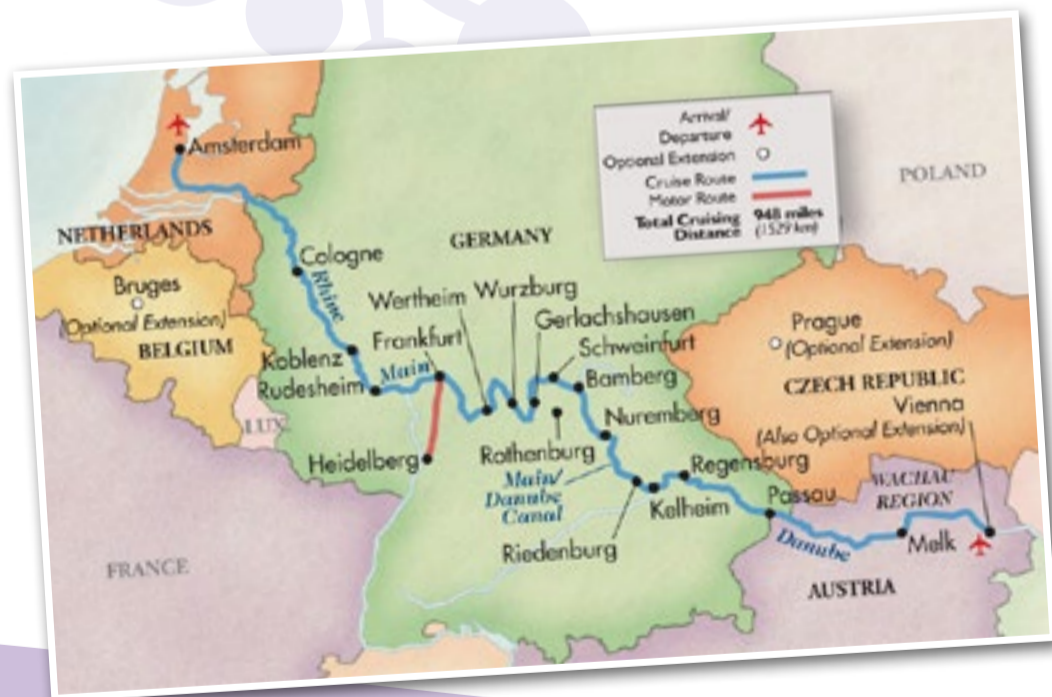 Amsterdam
NETHERLANDS
Bruges
(Optional Extension)
BELGIUM
LUX
FRANCE
GERMANY
POLAND
Arrival/
Departure
Optional Extension
Cruise Route
Motor Route
Total Cruising
Distance
948 miles
(1529 km)
Cologne
Rhine
Koblenz
Rudesheim
Main
Frankfurt
Heidelberg
Wertheim
Wurzburg
Gerlachshausen
Schweinfurt
Bamberg
Rothenburg
Nuremberg
Main/
Danube
Canal
Riedenburg
Kelheim
Regensburg
Passau
Danube
Prague
(Optional Extension)
CZECH REPUBLIC
Vienna
(Also Optional Extension)
WACHAU
REGION
Melk
AUSTRIA